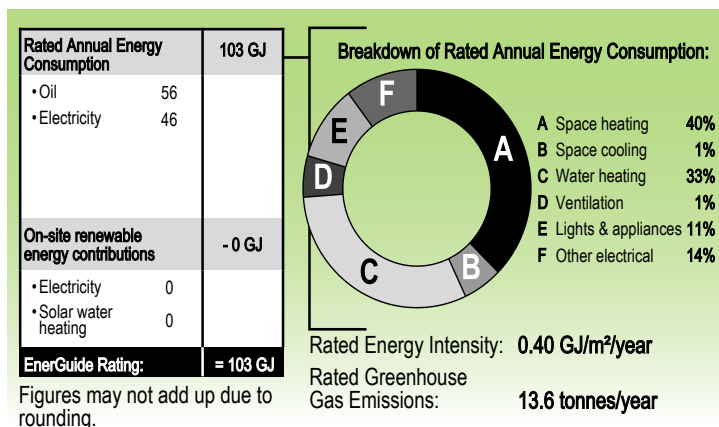 Rated Annual Energy Consumption 103 GJ
• Oil 56
• Electricity 46
On-site renewable energy contributions - 0 GJ
• Electricity 0
• Solar water heating 0
EnerGuide Rating: = 103 GJ
Figures may not add up due to
rounding.
Breakdown of Rated Annual Energy Consumption:
A
B
C
D
E
F
A Space heating 40%
B Space cooling 1%
C Water heating 33%
D Ventilation 1%
E Lights & appliances 11%
F Other electrical 14%
Rated Energy Intensity: 0.40 GJ/m²/year
Rated Greenhouse
Gas Emissions: 13.6 tonnes/year